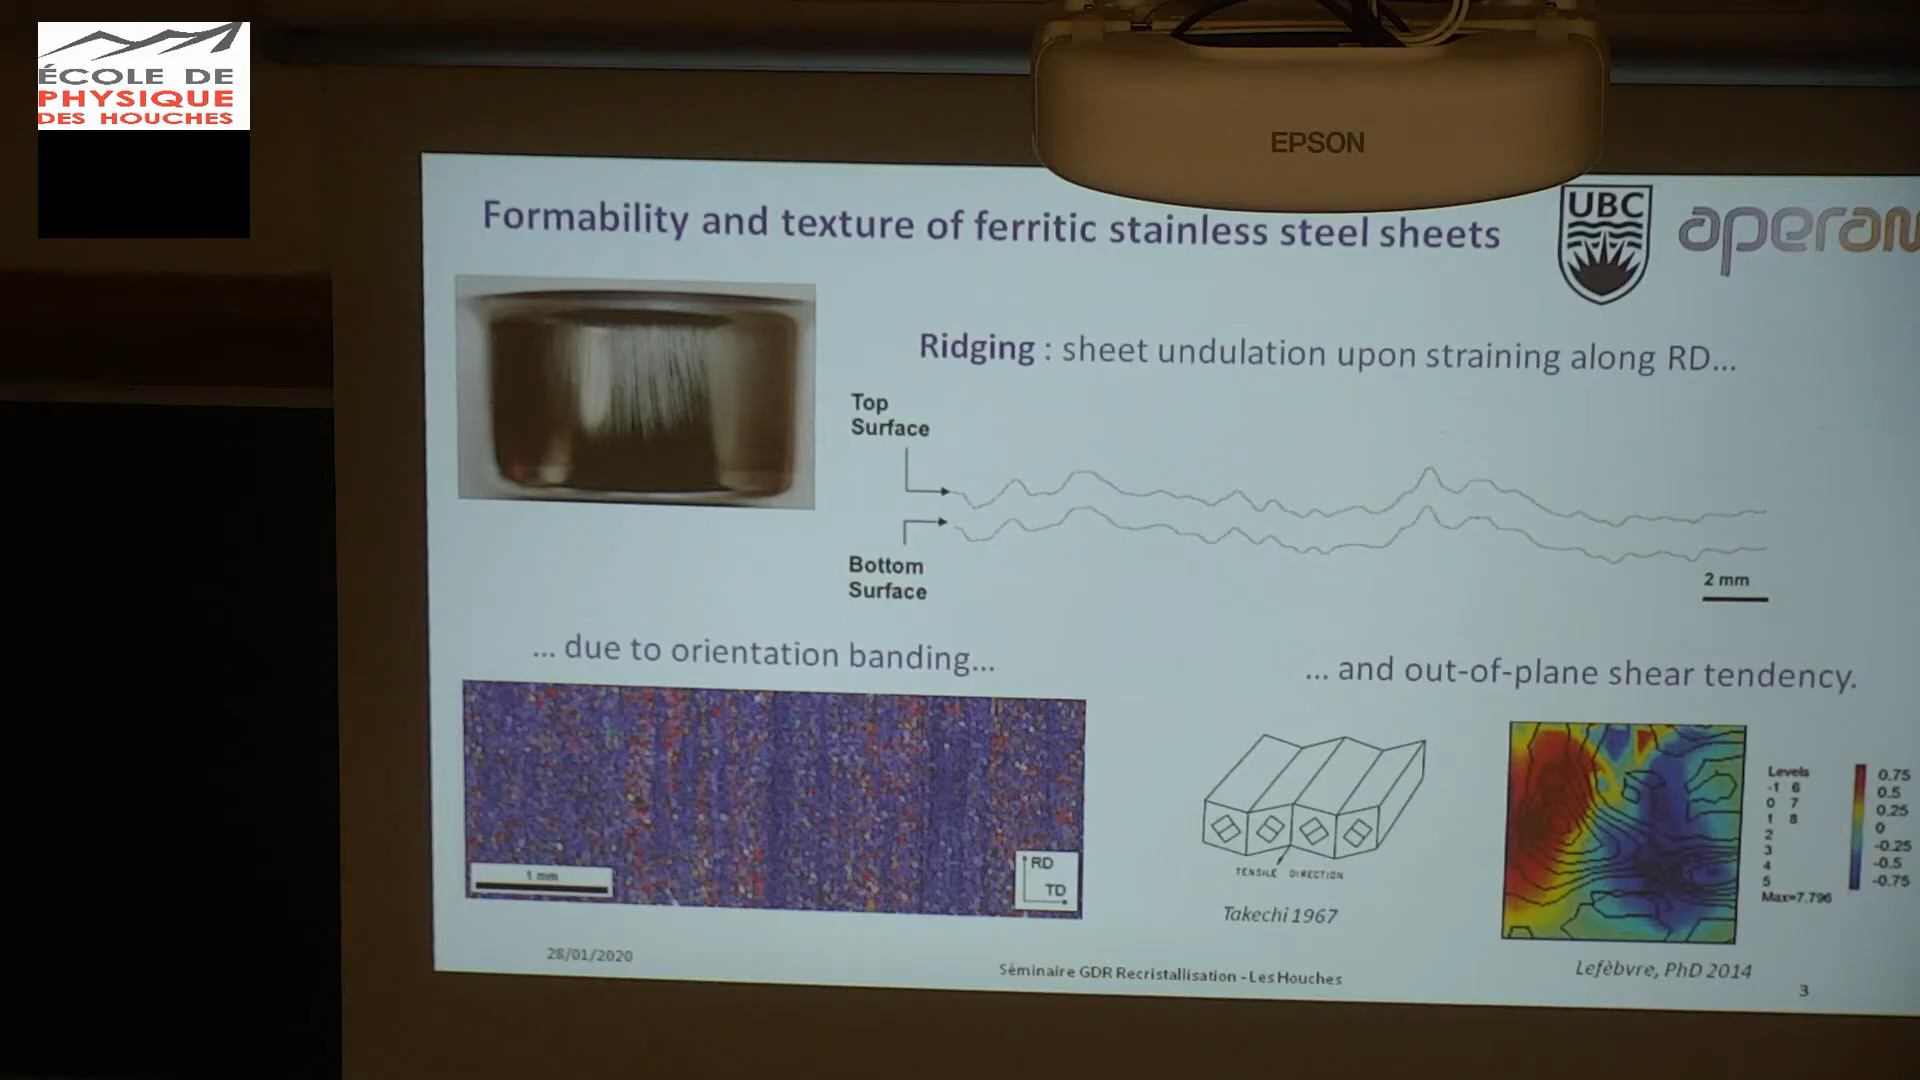 ÉCOLE DE
PHYSIQUE
DES HOUCHES
EPSON
Formability and texture of ferritic stainless steel sheets
UBC
aperam
Ridging : sheet undulation upon straining along RD...
Top
Surface
Bottom
Surface
2 mm
... due to orientation banding...
... and out-of-plane shear tendency.
1 mm
RD
TD
TENSILE DIRECTION
Takechi 1967
Levels
-1 6
0 7
1 8
2
3
4
5
Max=7.796
0.75
0.5
0.25
0
-0.25
-0.5
-0.75
Lefèbvre, PhD 2014
28/01/2020
Séminaire GDR Recristallisation - Les Houches
3